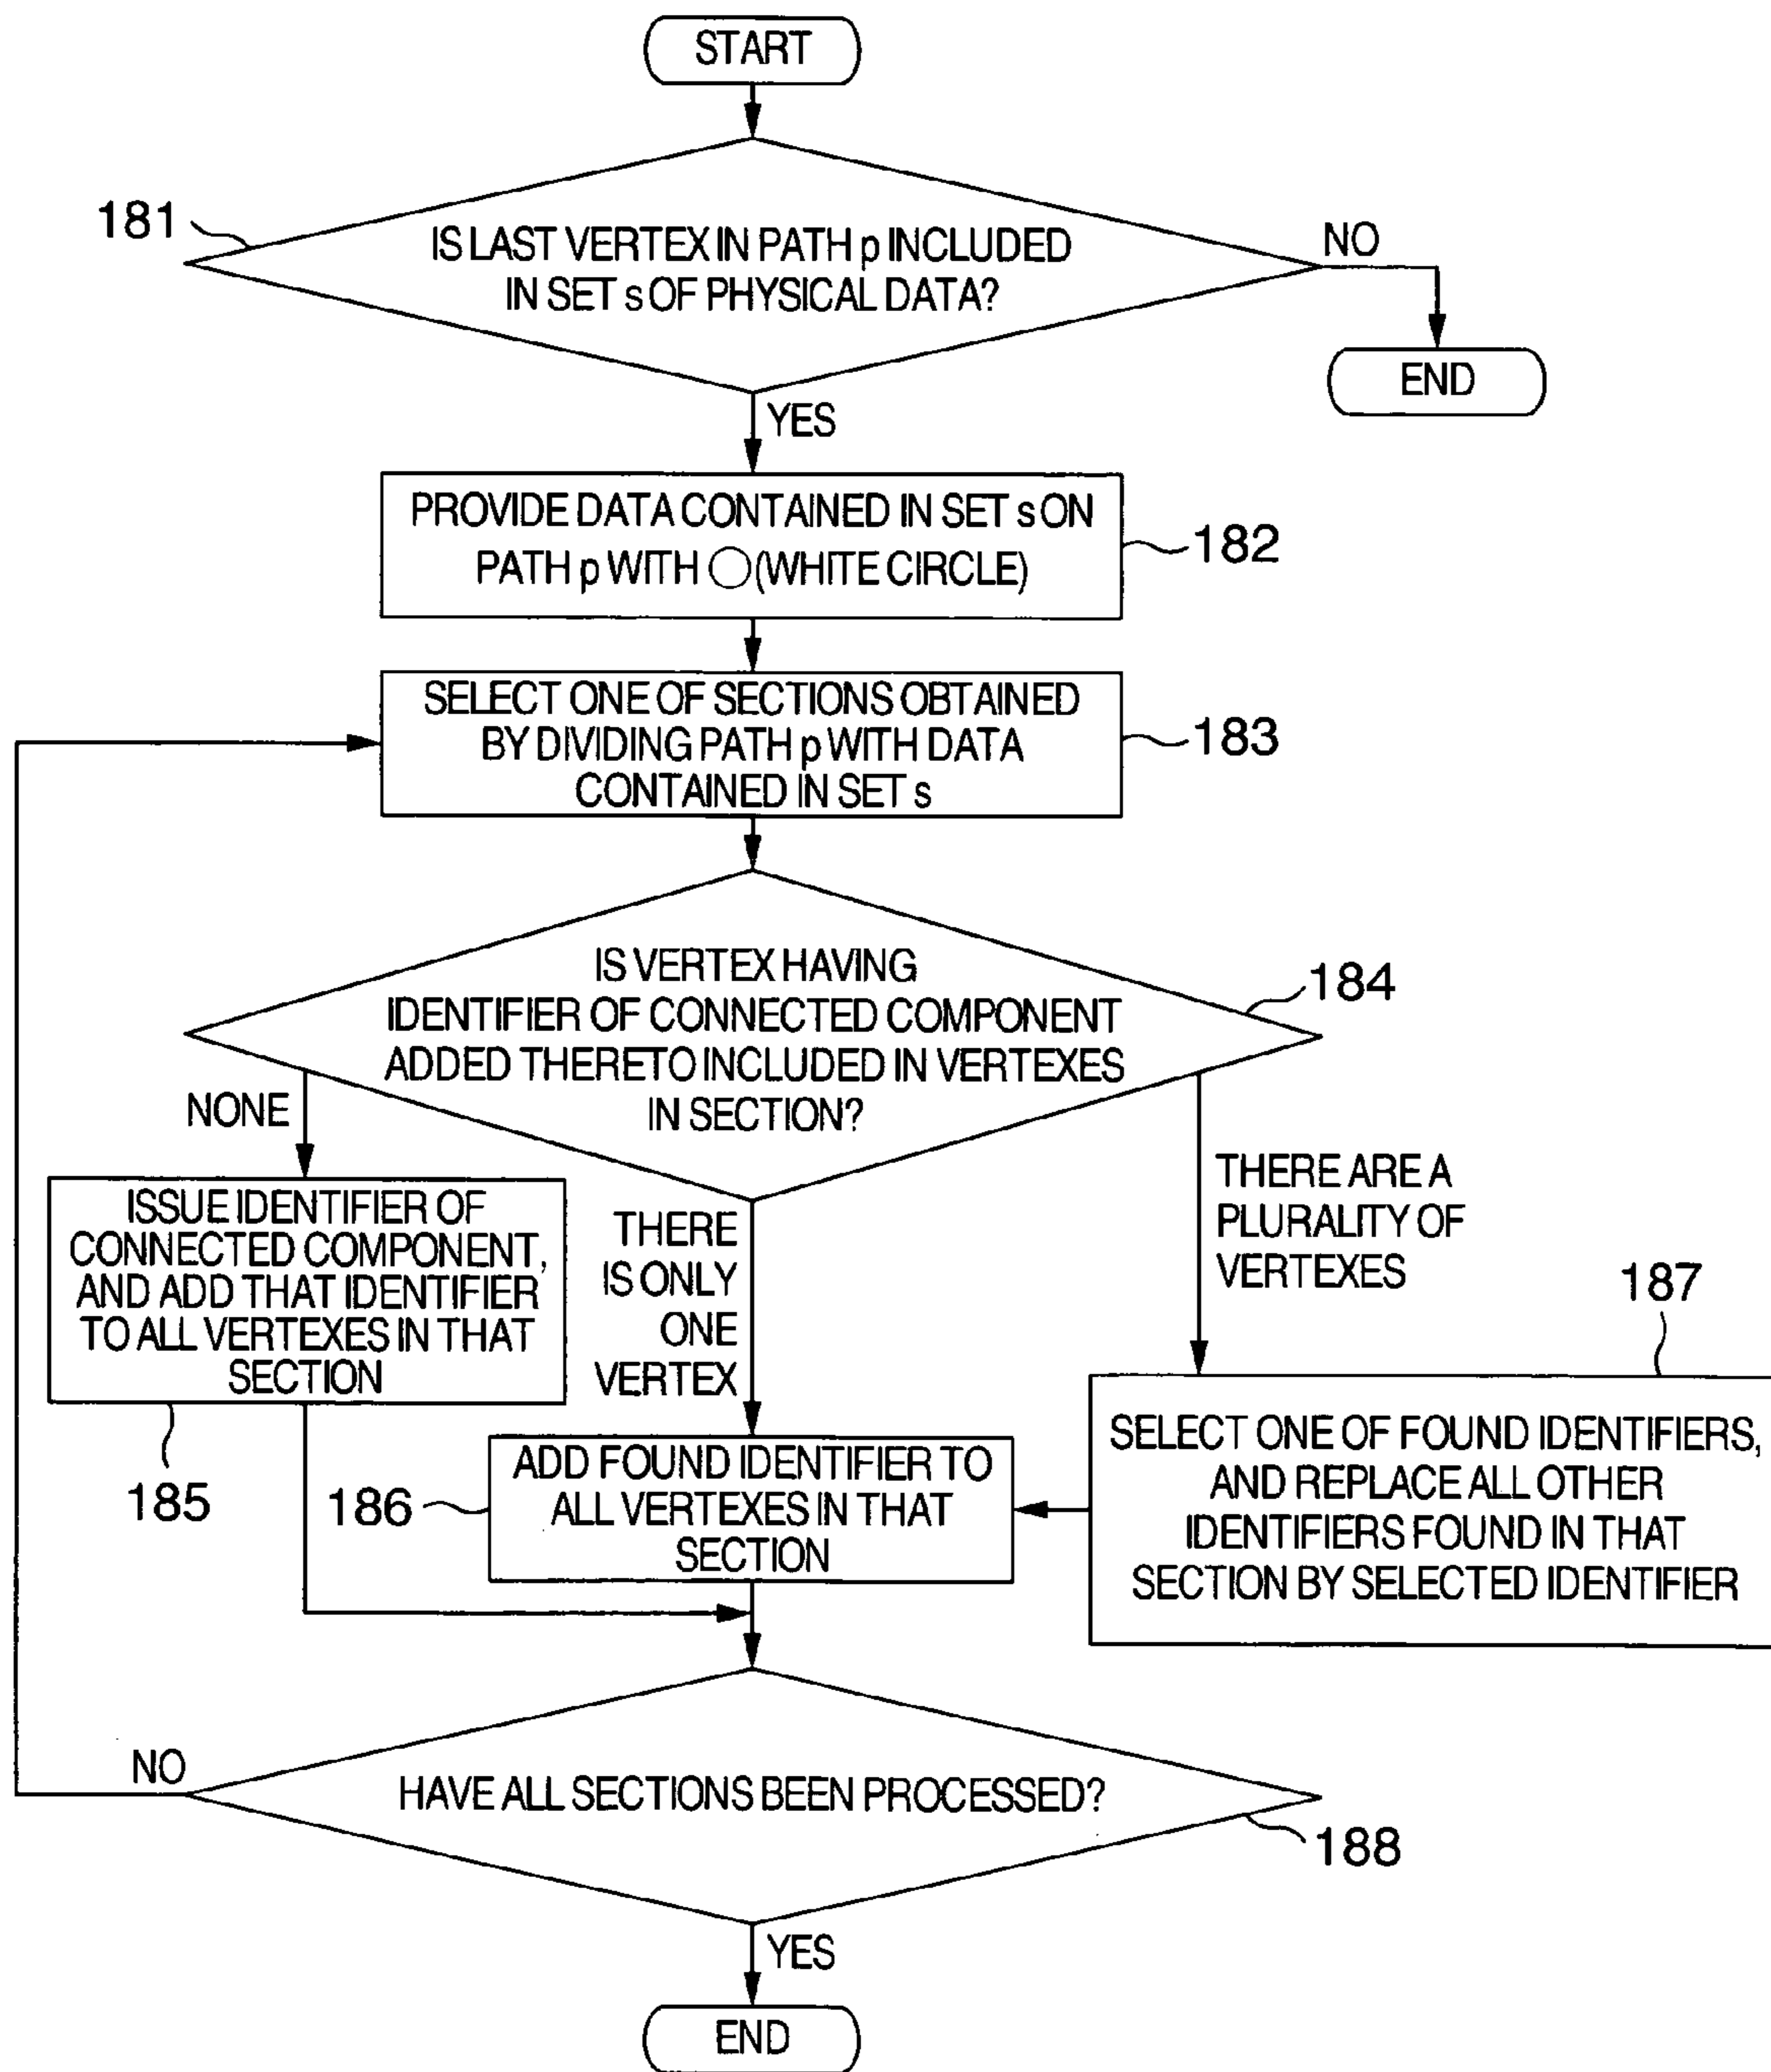 START
181
IS LAST VERTEX IN PATH p INCLUDED
IN SET s OF PHYSICAL DATA?
NO
END
YES
PROVIDE DATA CONTAINED IN SET s ON
PATH p WITH ○(WHITE CIRCLE)
182
SELECT ONE OF SECTIONS OBTAINED
BY DIVIDING PATH p WITH DATA
CONTAINED IN SET s
183
IS VERTEX HAVING
IDENTIFIER OF CONNECTED COMPONENT
ADDED THERETO INCLUDED IN VERTEXES
IN SECTION?
184
NONE
ISSUE IDENTIFIER OF
CONNECTED COMPONENT,
AND ADD THAT IDENTIFIER
TO ALL VERTEXES IN THAT
SECTION
185
THERE
IS ONLY
ONE
VERTEX
THERE ARE A
PLURALITY OF
VERTEXES
187
ADD FOUND IDENTIFIER TO
ALL VERTEXES IN THAT
SECTION
186
SELECT ONE OF FOUND IDENTIFIERS,
AND REPLACE ALL OTHER
IDENTIFIERS FOUND IN THAT
SECTION BY SELECTED IDENTIFIER
NO
HAVE ALL SECTIONS BEEN PROCESSED?
188
YES
END